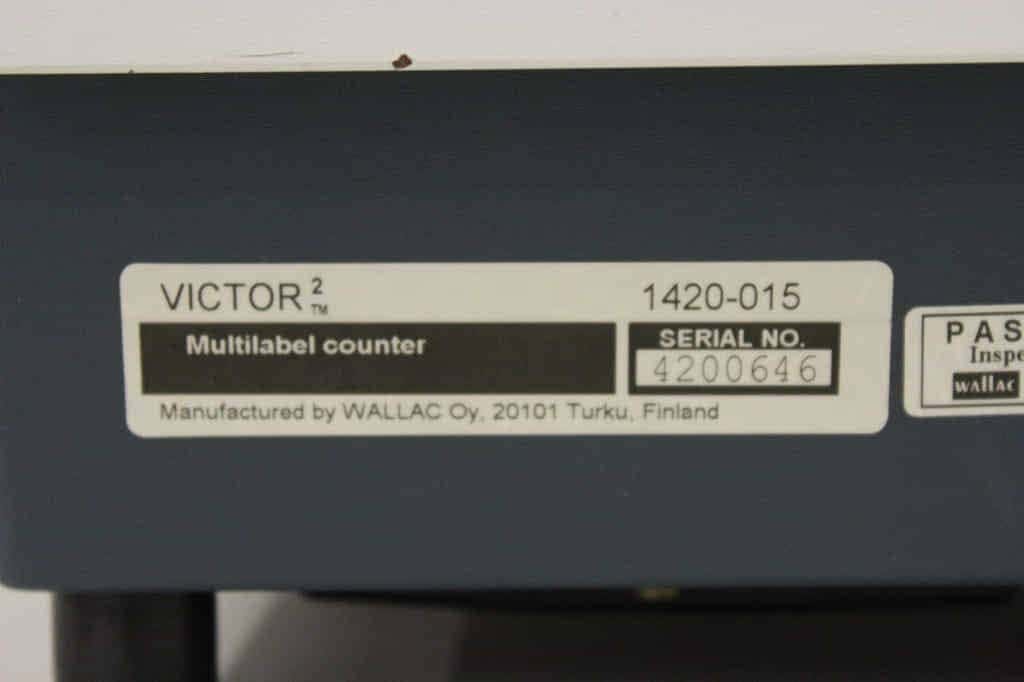 VICTOR 2 ™ 1420-015
Multilabel counter
SERIAL NO.
4200646
Manufactured by WALLAC Oy, 20101 Turku, Finland
PAS
Inspe
wallac